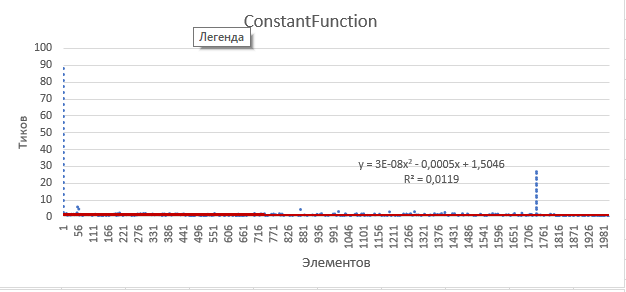 ConstantFunction
Легенда
100
90
80
70
60
50
40
30
20
10
0
Тиков
y = 3E-08x² - 0,0005x + 1,5046
R² = 0,0119
1 56 111 166 221 276 331 386 441 496 551 606 661 716 771 826 881 936 991 1046 1101 1156 1211 1266 1321 1376 1431 1486 1541 1596 1651 1706 1761 1816 1871 1926 1981
Элементов